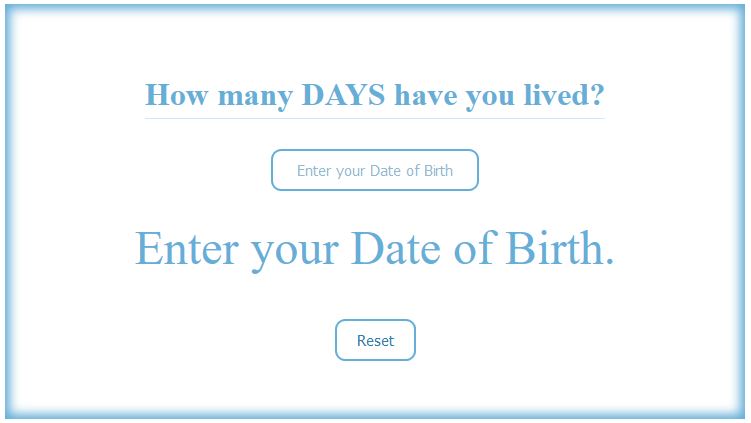 How many DAYS have you lived?
Enter your Date of Birth
Enter your Date of Birth.
Reset